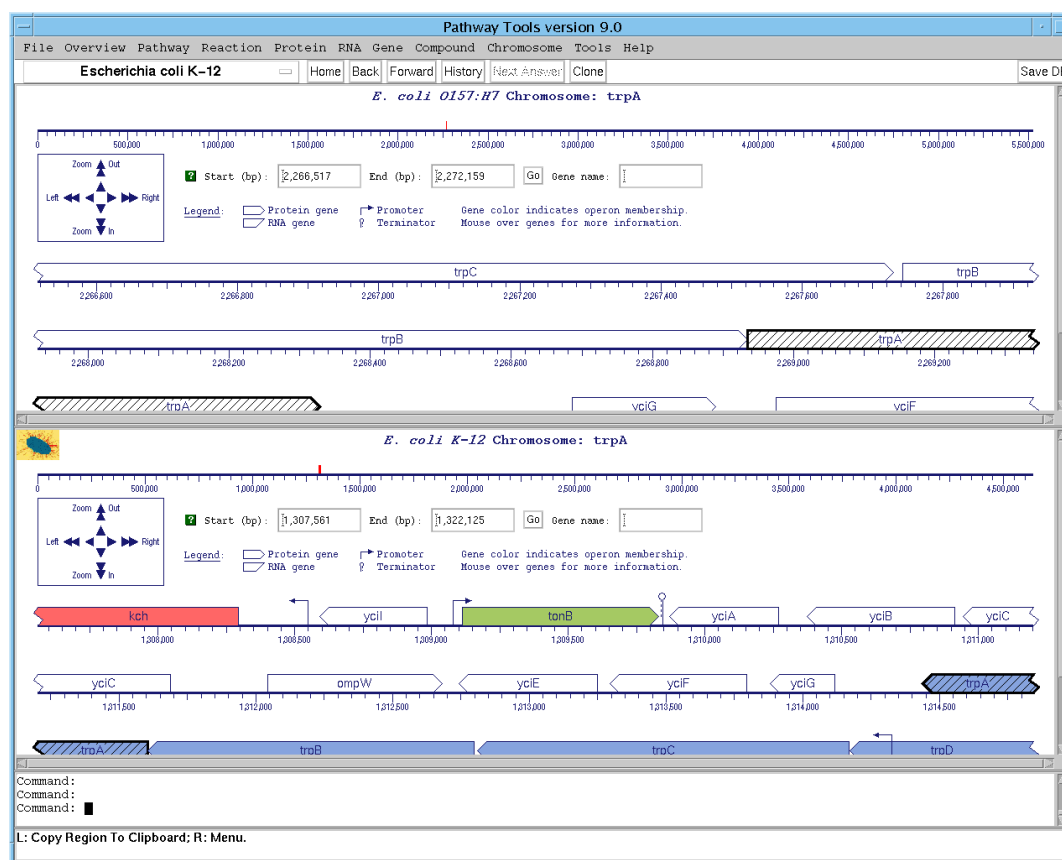 Pathway Tools version 9.0
File Overview Pathway Reaction Protein RNA Gene Compound Chromosome Tools Help
Escherichia coli K-12 Home Back Forward History Next Answer Clone Save D
E. coli O157:H7 Chromosome: trpA
0 500,000 1,000,000 1,500,000 2,000,000 2,500,000 3,000,000 3,500,000 4,000,000 4,500,000 5,000,000 5,500,000
Zoom Out
Left Right
Zoom In
? Start (bp): 2,266,517 End (bp): 2,272,159 Go Gene name:
Legend: Protein gene Promoter Gene color indicates operon membership.
RNA gene Terminator Mouse over genes for more information.
trpC trpB
2,266,600 2,266,800 2,267,000 2,267,200 2,267,400 2,267,600 2,267,800
trpB trpA
2,268,000 2,268,200 2,268,400 2,268,600 2,268,800 2,269,000 2,269,200
trpA yciG yciF
E. coli K-12 Chromosome: trpA
0 500,000 1,000,000 1,500,000 2,000,000 2,500,000 3,000,000 3,500,000 4,000,000 4,500,000
Zoom Out
Left Right
Zoom In
? Start (bp): 1,307,561 End (bp): 1,322,125 Go Gene name:
Legend: Protein gene Promoter Gene color indicates operon membership.
RNA gene Terminator Mouse over genes for more information.
kch yciI tonB yciA yciB yciC
1,308,000 1,308,500 1,309,000 1,309,500 1,310,000 1,310,500 1,311,000
yciC ompW yciE yciF yciG trpA
1,311,500 1,312,000 1,312,500 1,313,000 1,313,500 1,314,000 1,314,500
trpA trpB trpC trpD
Command:
Command:
Command:
L: Copy Region To Clipboard; R: Menu.